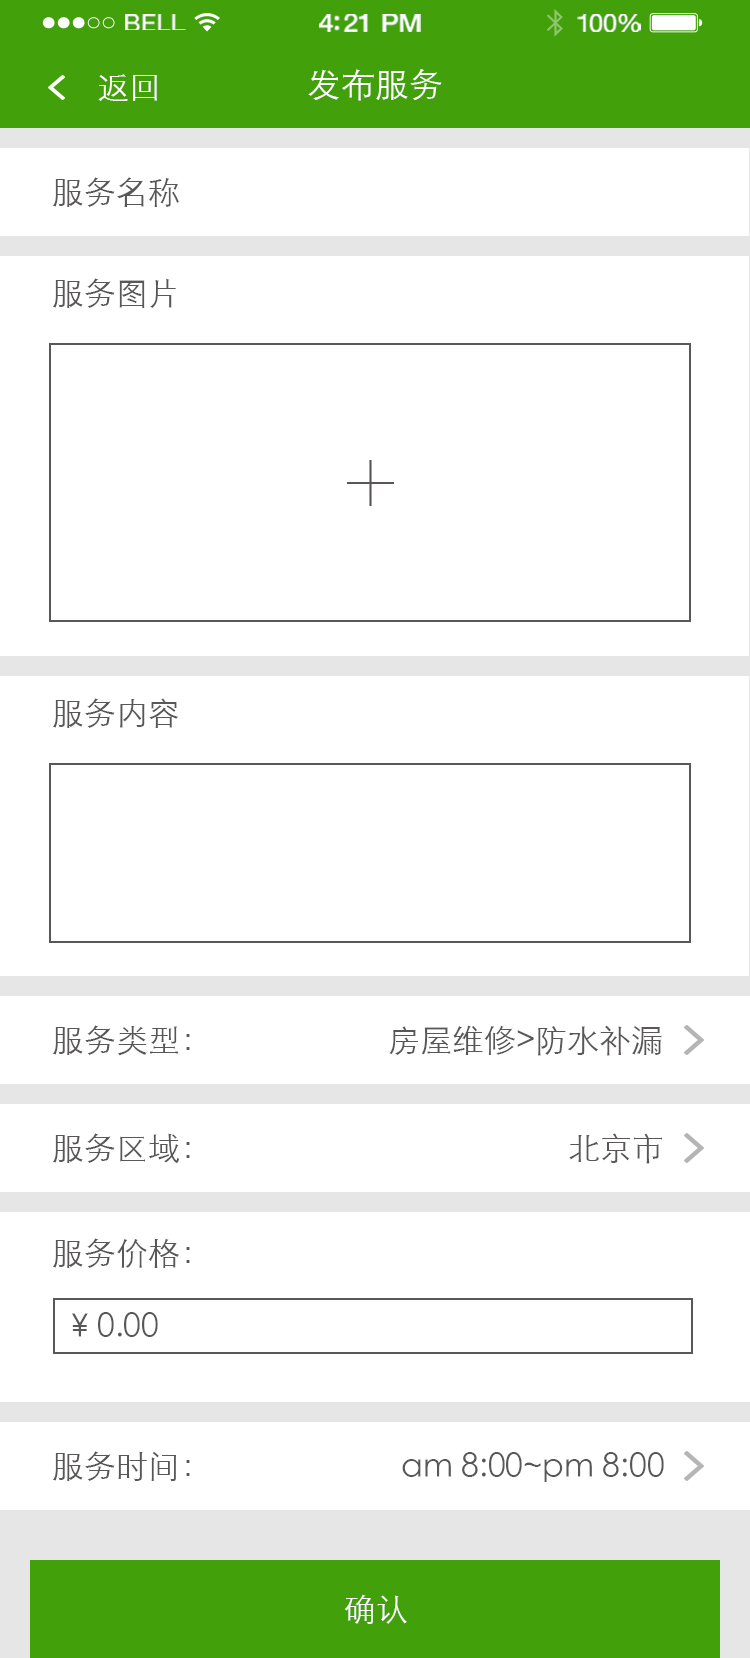 BELL 4:21 PM 100%
返回 发布服务
服务名称
服务图片
服务内容
服务类型: 房屋维修>防水补漏
服务区域: 北京市
服务价格:
¥ 0.00
服务时间: am 8:00~pm 8:00
确认